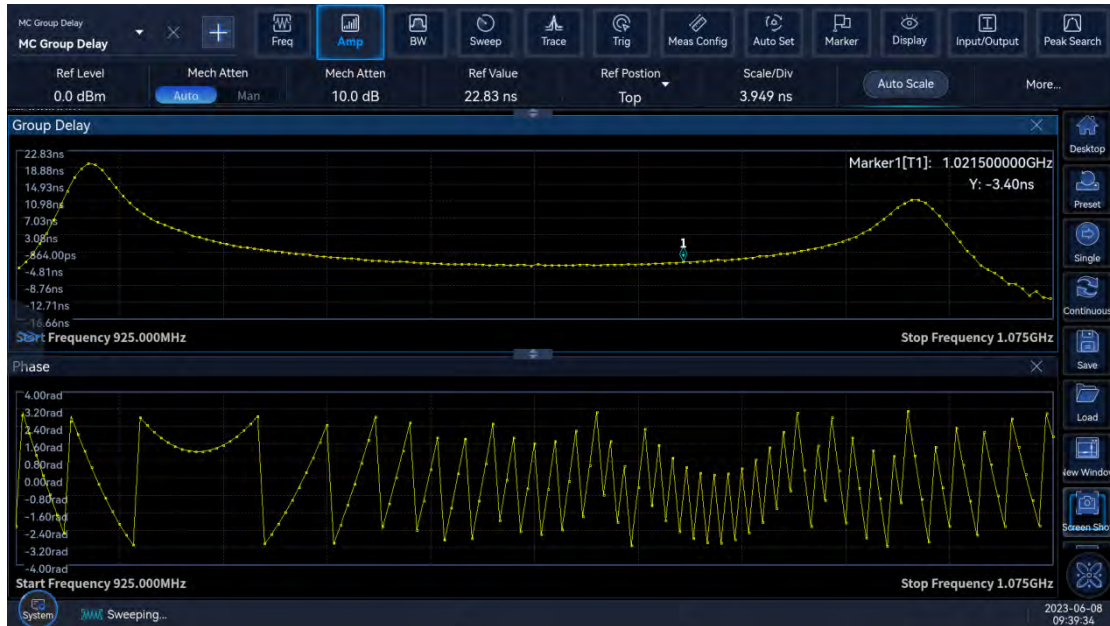 MC Group Delay
MC Group Delay
Freq
Amp
BW
Sweep
Trace
Trig
Meas Config
Auto Set
Marker
Display
Input/Output
Peak Search
Ref Level
0.0 dBm
Mech Atten
Auto Man
Mech Atten
10.0 dB
Ref Value
22.83 ns
Ref Postion
Top
Scale/Div
3.949 ns
Auto Scale
More...
Group Delay
22.83ns
18.88ns
14.93ns
10.98ns
7.03ns
3.08ns
-864.00ps
-4.81ns
-8.76ns
-12.71ns
-16.66ns
Marker1[T1]: 1.021500000GHz
Y: -3.40ns
1
Start Frequency 925.000MHz
Stop Frequency 1.075GHz
Phase
4.00rad
3.20rad
2.40rad
1.60rad
0.80rad
0.00rad
-0.80rad
-1.60rad
-2.40rad
-3.20rad
-4.00rad
Start Frequency 925.000MHz
Stop Frequency 1.075GHz
Desktop
Preset
Single
Continuous
Save
Load
New Window
Screen Sho
System
Sweeping...
2023-06-08
09:39:34